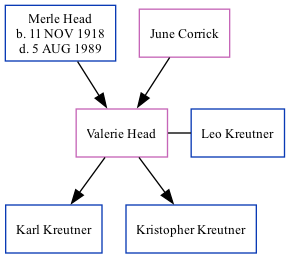 Merle Head
b. 11 NOV 1918
d. 5 AUG 1989
June Corrick
Valerie Head
Leo Kreutner
Karl Kreutner
Kristopher Kreutner